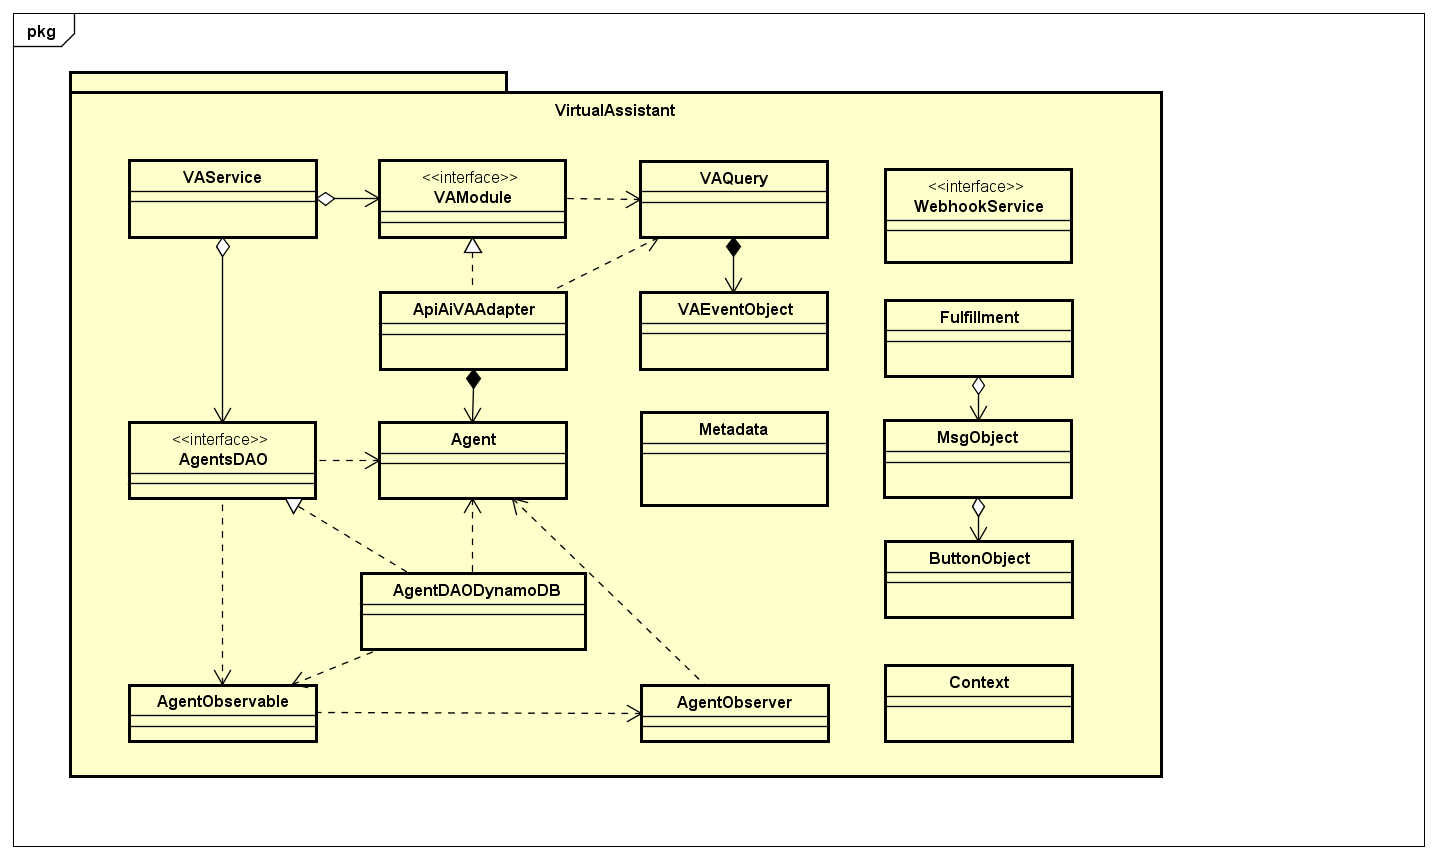 pkg
VirtualAssistant
VAService
<<interface>>
VAModule
VAQuery
<<interface>>
WebhookService
ApiAiVAAdapter
VAEventObject
Fulfillment
<<interface>>
AgentsDAO
Agent
Metadata
MsgObject
AgentDAODynamoDB
ButtonObject
AgentObservable
AgentObserver
Context